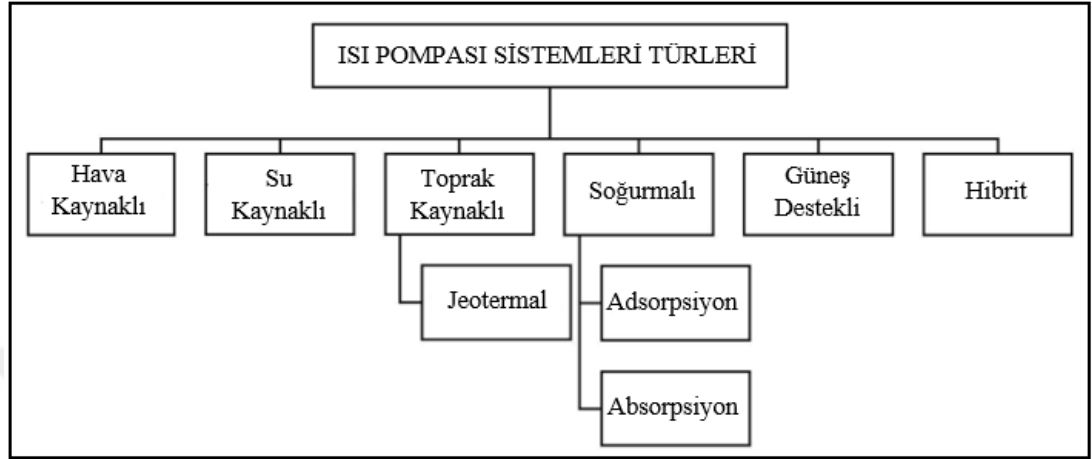 ISI POMPASI SİSTEMLERİ TÜRLERİ
Hava
Kaynaklı
Su
Kaynaklı
Toprak
Kaynaklı
Soğurmalı
Güneş
Destekli
Hibrit
Jeotermal
Adsorpsiyon
Absorpsiyon